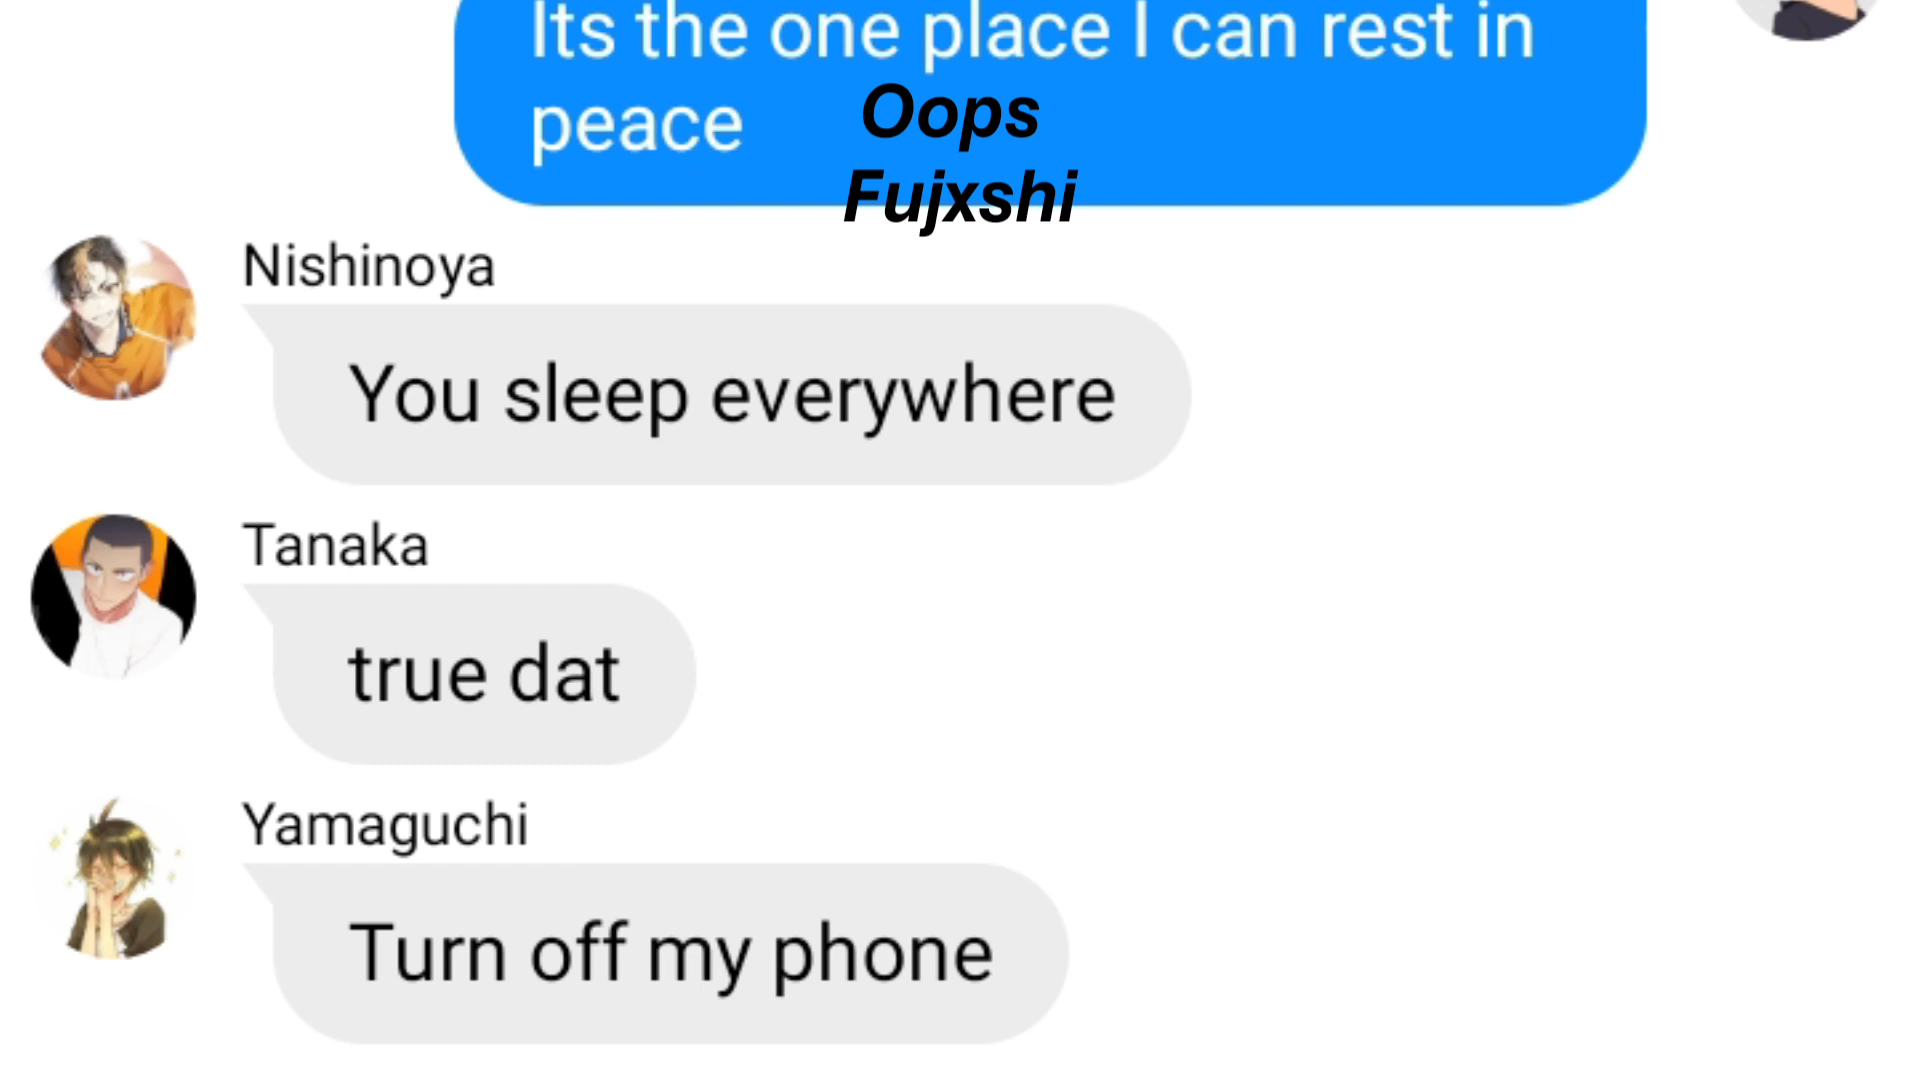 Its the one place I can rest in
peace
Oops
Fujxshi
Nishinoya
You sleep everywhere
Tanaka
true dat
Yamaguchi
Turn off my phone